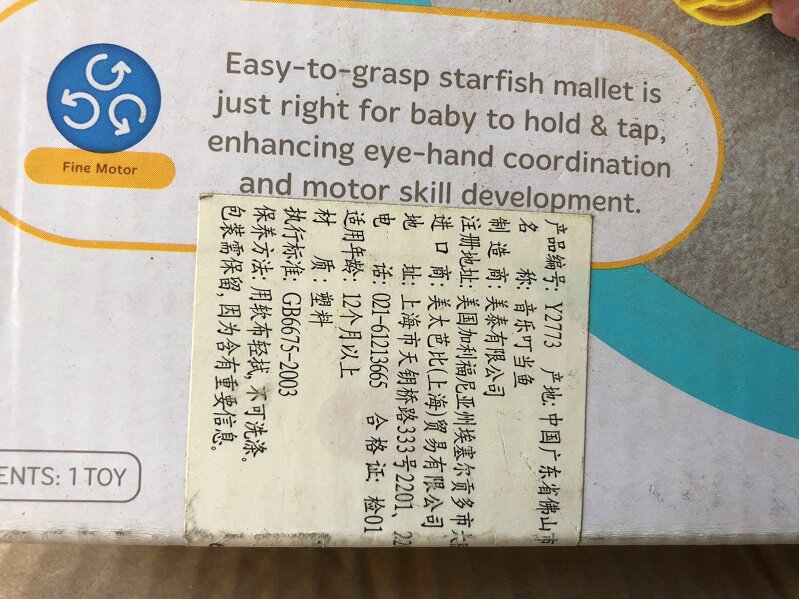 Easy-to-grasp starfish mallet is
just right for baby to hold & tap,
enhancing eye-hand coordination
and motor skill development.
Fine Motor
产品编号: Y2773 产地: 中国广东省佛山市
名 称: 音乐叮当鱼
制 造 商: 美泰有限公司
注册地址: 美国加利福尼亚州埃塞尔贡多市
进 口 商: 美太芭比(上海)贸易有限公司
地 址: 上海市天钥桥路333号2201、
电 话: 021-61213665 合 格 证: 检01
适用年龄: 12个月以上
材 质: 塑料
执行标准: GB6675-2003
保养方法: 用软布轻拭, 不可洗涤。
包装需保留, 因为含有重要信息。
ENTS: 1 TOY